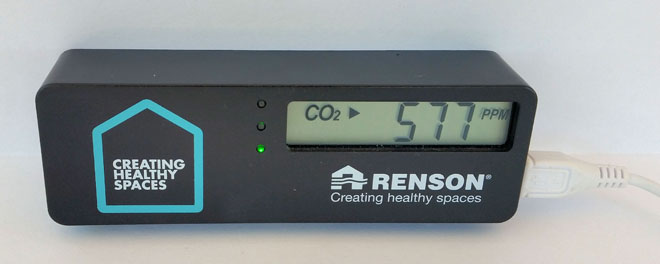 CREATING
HEALTHY
SPACES
CO₂ ► 577 PPM
RENSON®
Creating healthy spaces